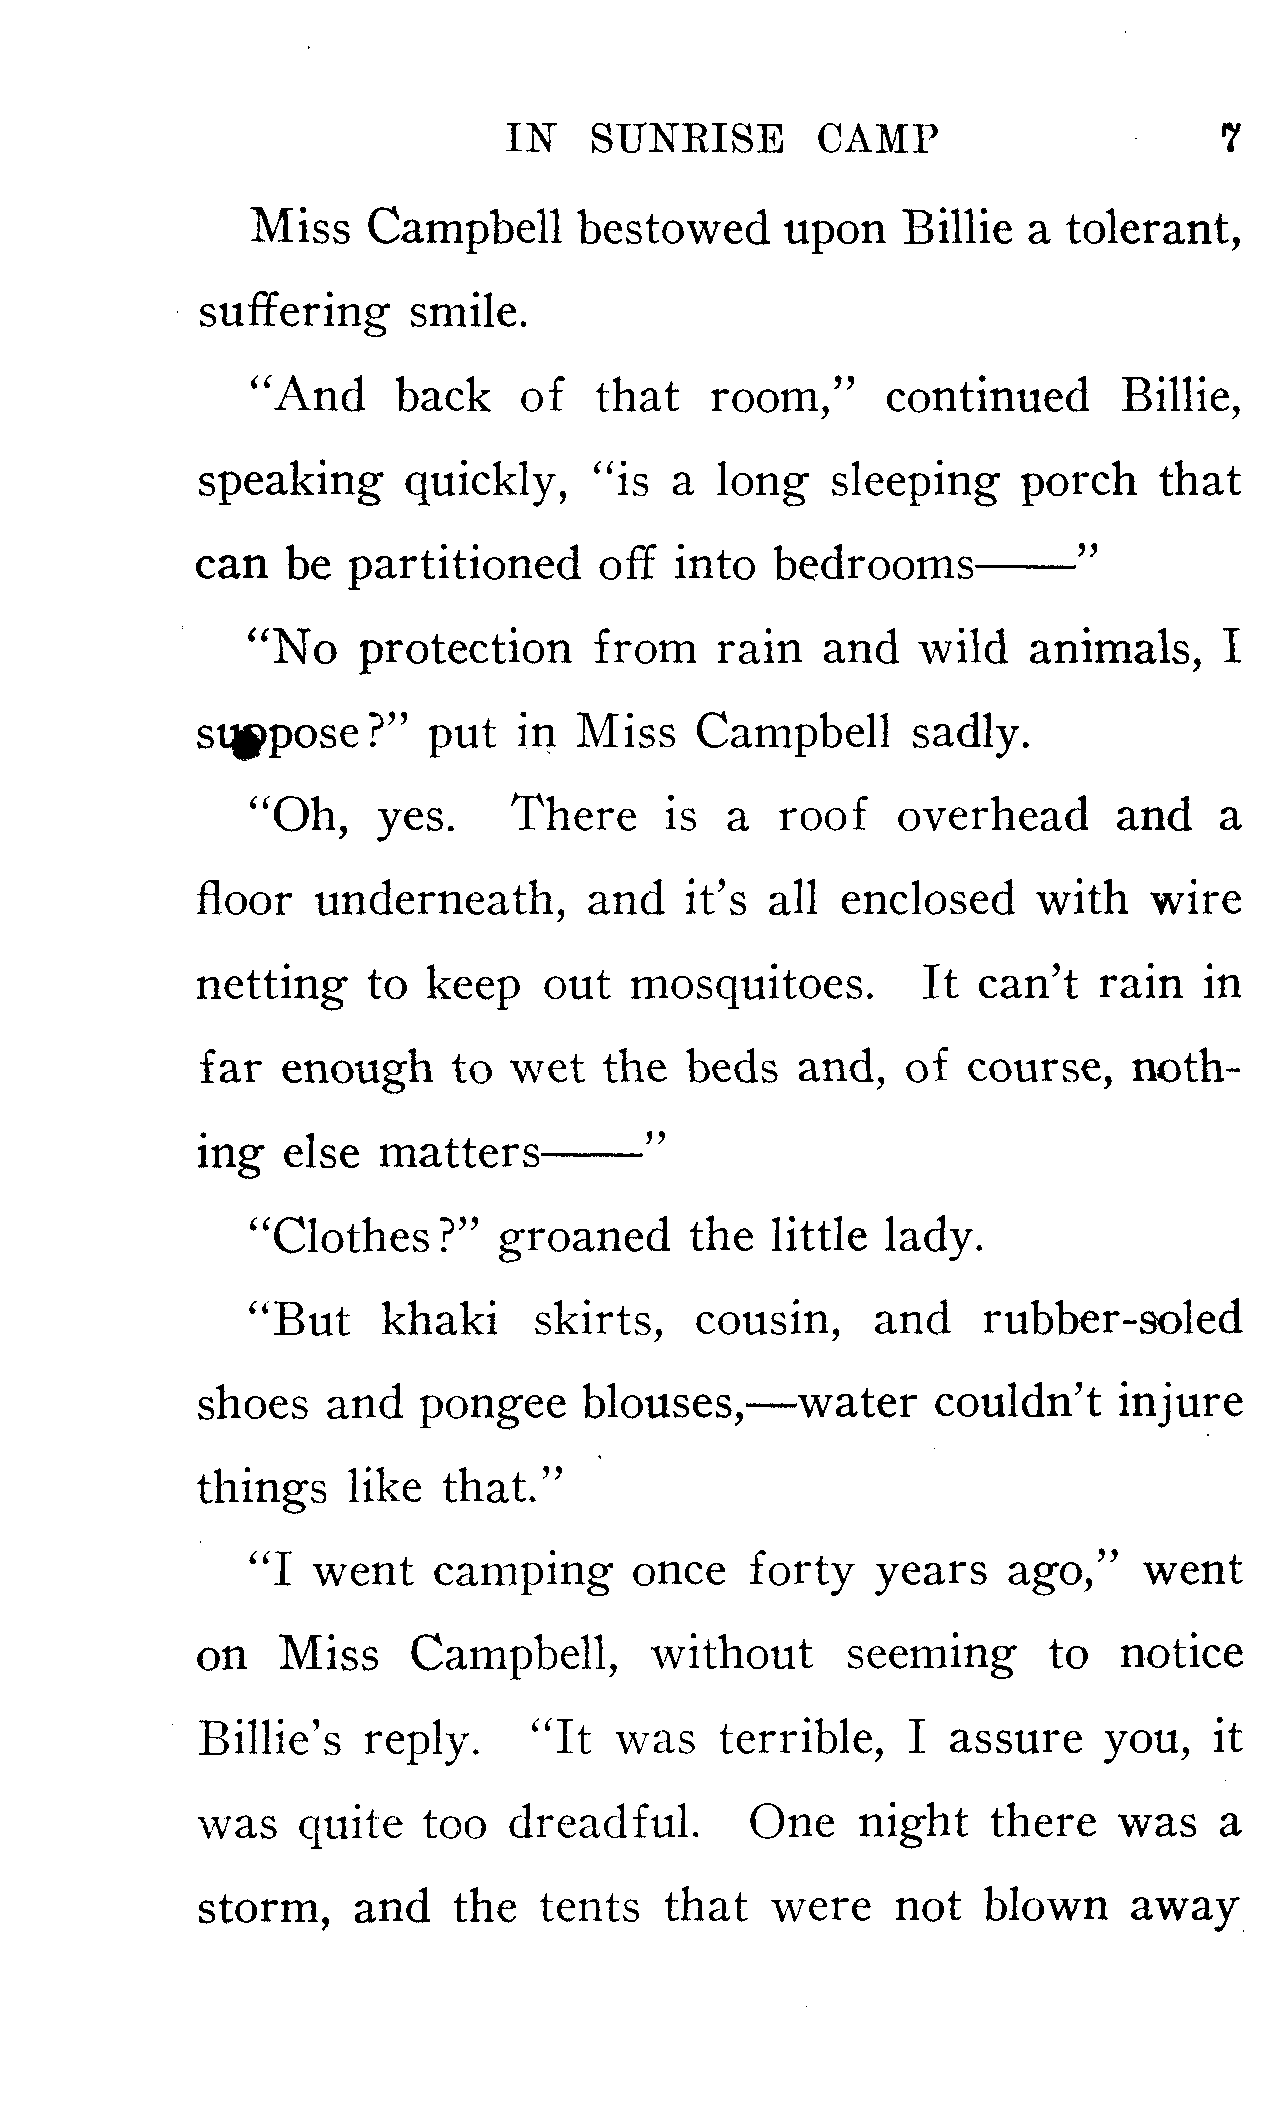 IN SUNRISE CAMP 7
Miss Campbell bestowed upon Billie a tolerant,
suffering smile.
“And back of that room,” continued Billie,
speaking quickly, “is a long sleeping porch that
can be partitioned off into bedrooms——”
“No protection from rain and wild animals, I
suppose?” put in Miss Campbell sadly.
“Oh, yes. There is a roof overhead and a
floor underneath, and it’s all enclosed with wire
netting to keep out mosquitoes. It can’t rain in
far enough to wet the beds and, of course, noth-
ing else matters——”
“Clothes?” groaned the little lady.
“But khaki skirts, cousin, and rubber-soled
shoes and pongee blouses,—water couldn’t injure
things like that.”
“I went camping once forty years ago,” went
on Miss Campbell, without seeming to notice
Billie’s reply. “It was terrible, I assure you, it
was quite too dreadful. One night there was a
storm, and the tents that were not blown away